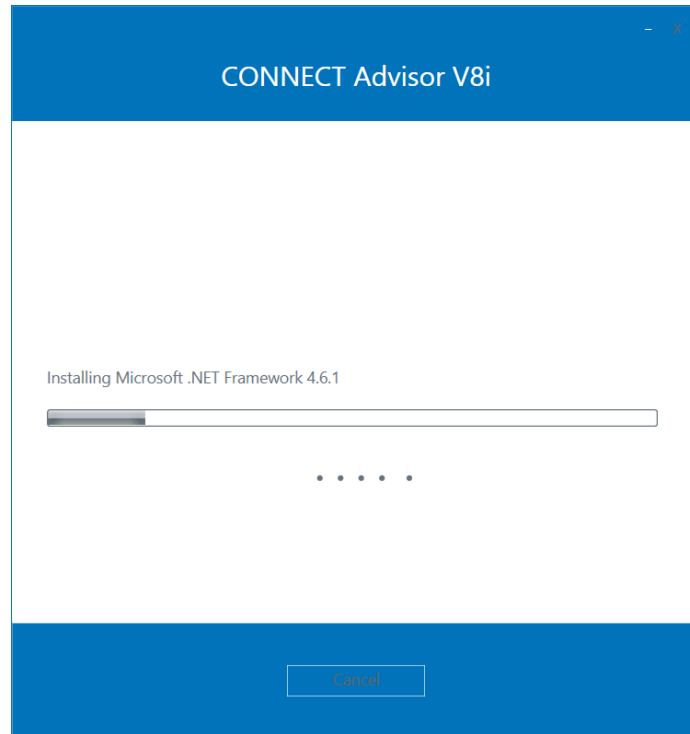 – X
CONNECT Advisor V8i
Installing Microsoft .NET Framework 4.6.1
Cancel